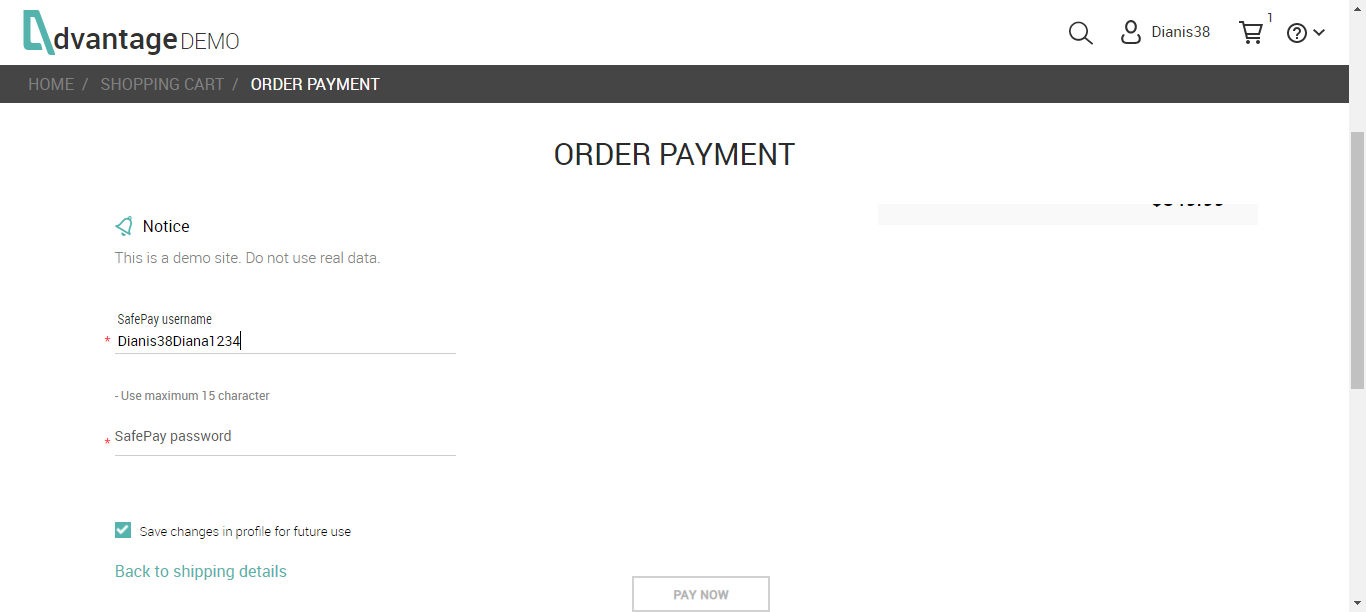 dvantage DEMO
Dianis38
1
?
HOME / SHOPPING CART / ORDER PAYMENT
ORDER PAYMENT
Notice
This is a demo site. Do not use real data.
SafePay username
* Dianis38Diana1234
- Use maximum 15 character
* SafePay password
Save changes in profile for future use
Back to shipping details
PAY NOW